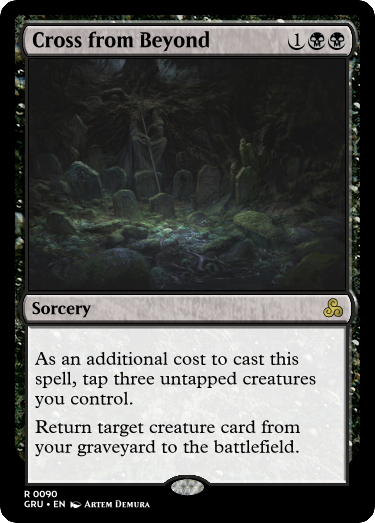 Cross from Beyond 1
Sorcery
As an additional cost to cast this
spell, tap three untapped creatures
you control.
Return target creature card from
your graveyard to the battlefield.
R 0090
GRU • EN Artem Demura